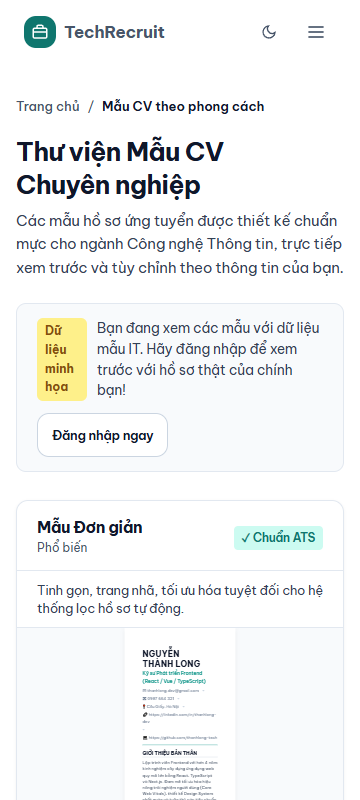 TechRecruit
Trang chủ / Mẫu CV theo phong cách
Thư viện Mẫu CV
Chuyên nghiệp
Các mẫu hồ sơ ứng tuyển được thiết kế chuẩn
mực cho ngành Công nghệ Thông tin, trực tiếp
xem trước và tùy chỉnh theo thông tin của bạn.
Dữ
liệu
minh
họa
Bạn đang xem các mẫu với dữ liệu
mẫu IT. Hãy đăng nhập để xem
trước với hồ sơ thật của chính
bạn!
Đăng nhập ngay
Mẫu Đơn giản
Phổ biến
✓ Chuẩn ATS
Tinh gọn, trang nhã, tối ưu hóa tuyệt đối cho hệ
thống lọc hồ sơ tự động.
NGUYỄN
THÀNH LONG
Kỹ sư Phát triển Frontend
(React / Vue / TypeScript)
GIỚI THIỆU BẢN THÂN